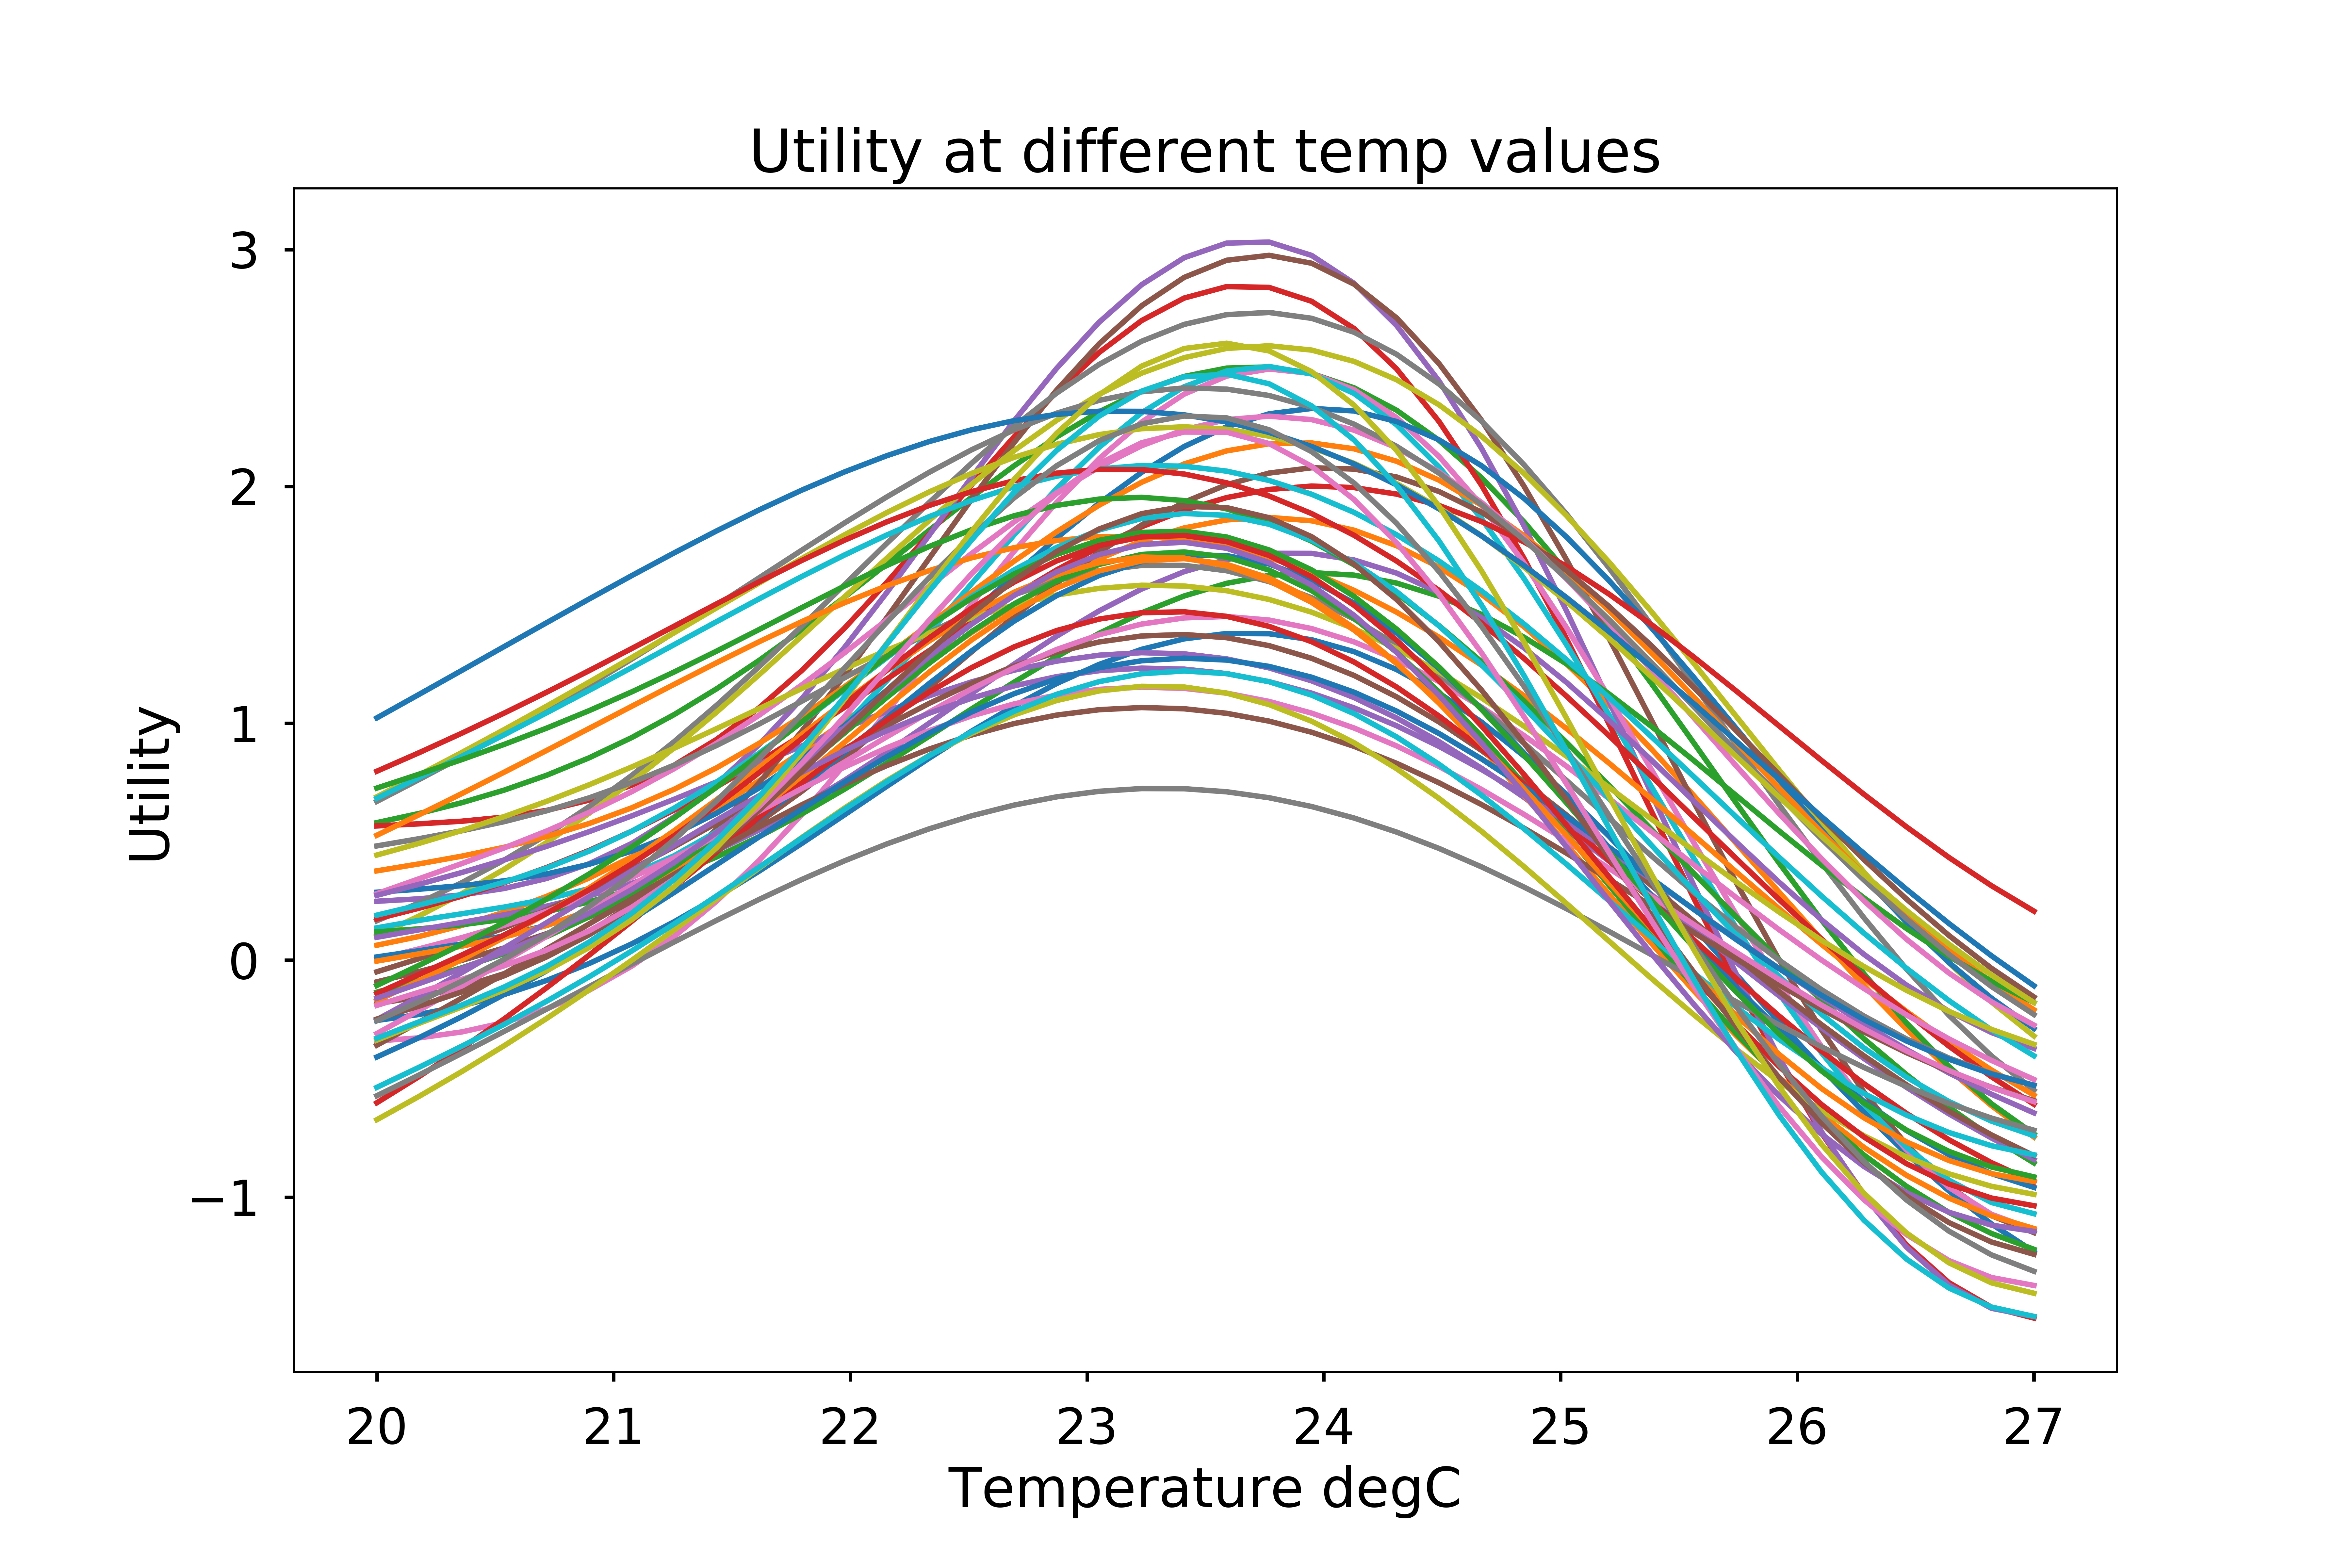 Utility at different temp values
3
2
1
0
−1
Utility
20 21 22 23 24 25 26 27
Temperature degC